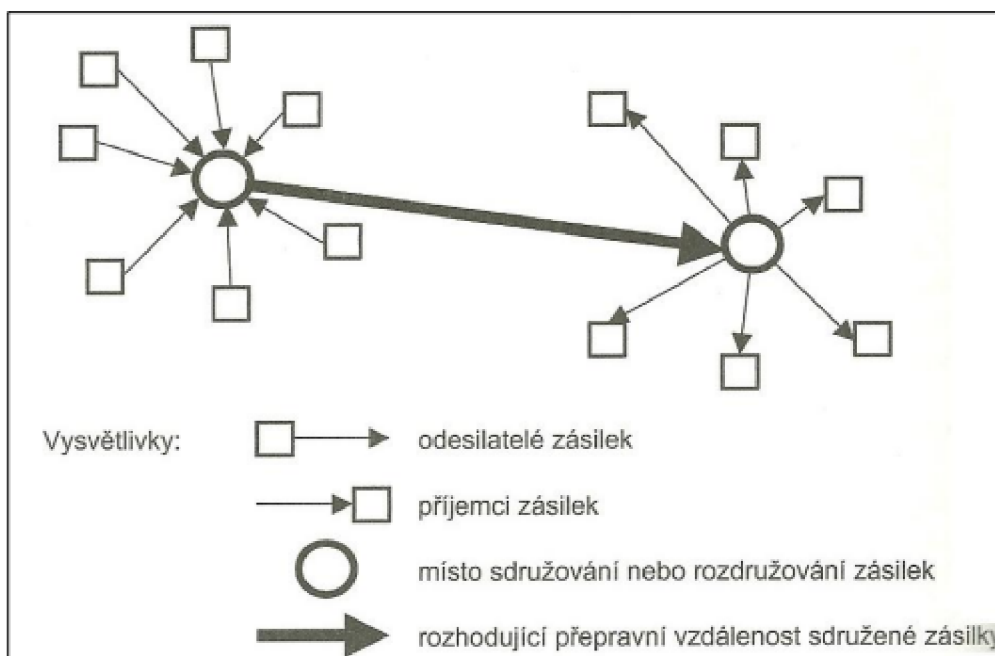 Vysvětlivky:
odesilatelé zásilek
příjemci zásilek
místo sdružování nebo rozdružování zásilek
rozhodující přepravní vzdálenost sdružené zásilky